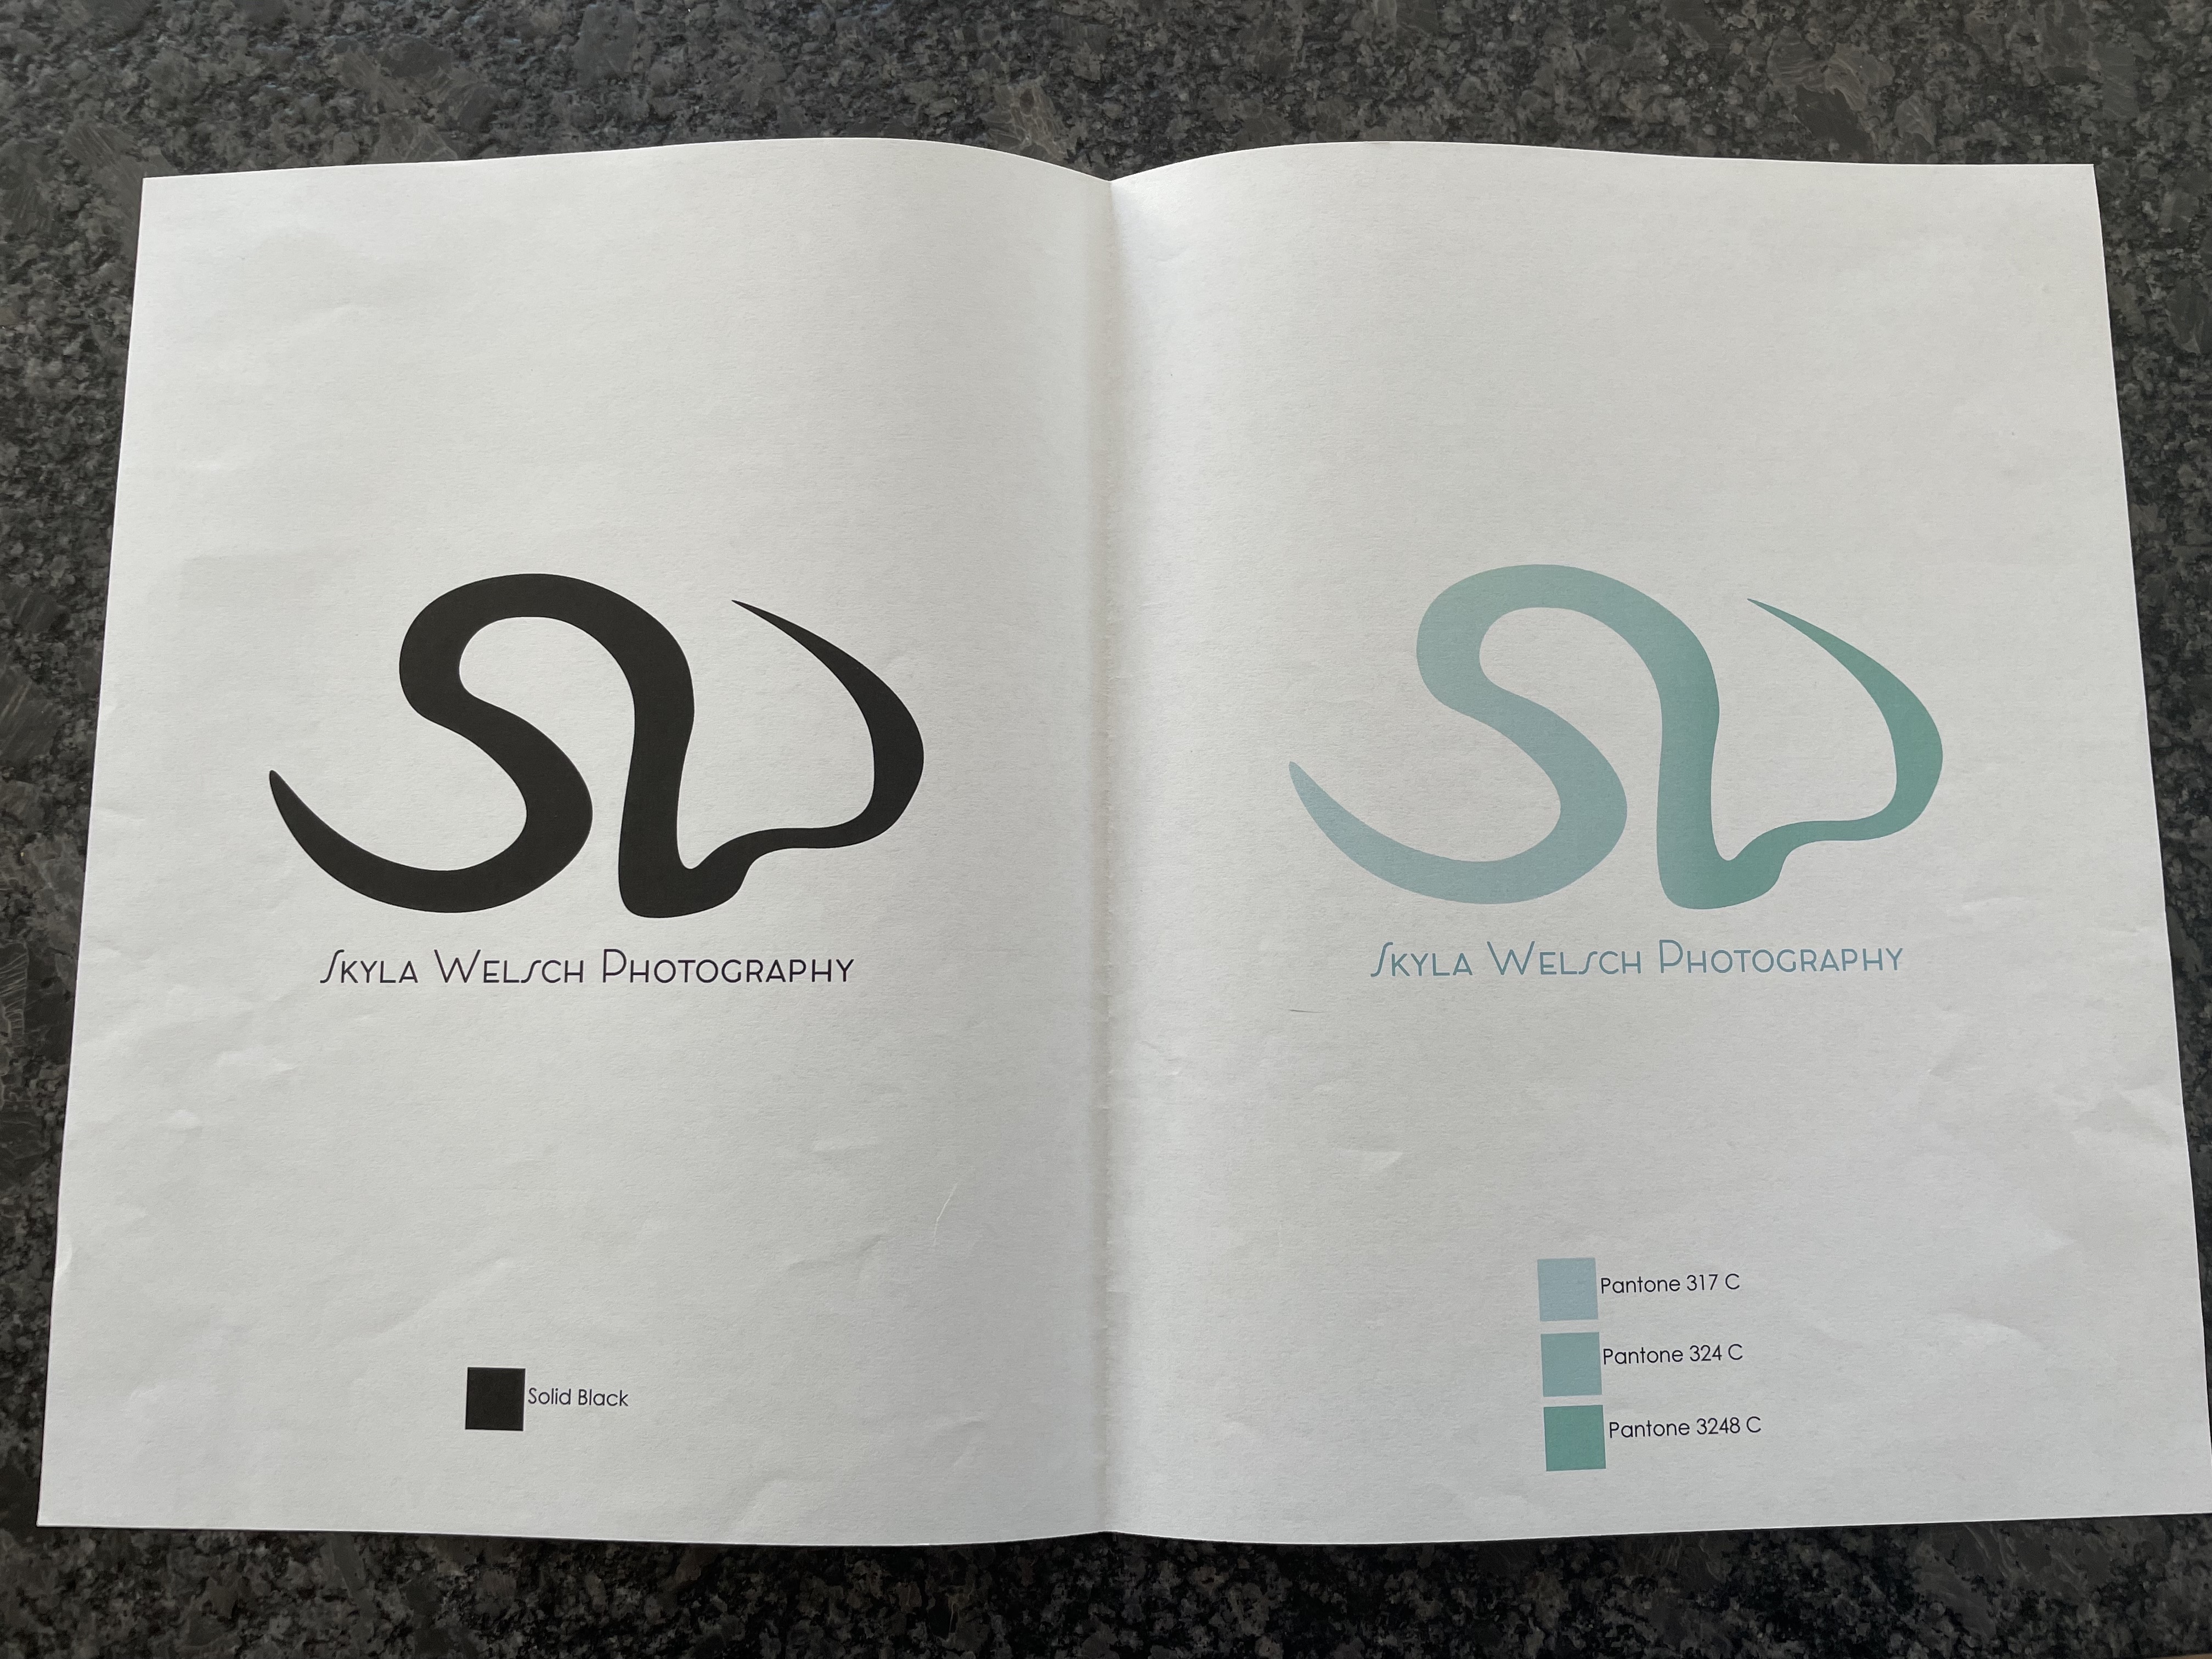 SW
Skyla Welsch Photography
Solid Black
SW
Skyla Welsch Photography
Pantone 317 C
Pantone 324 C
Pantone 3248 C